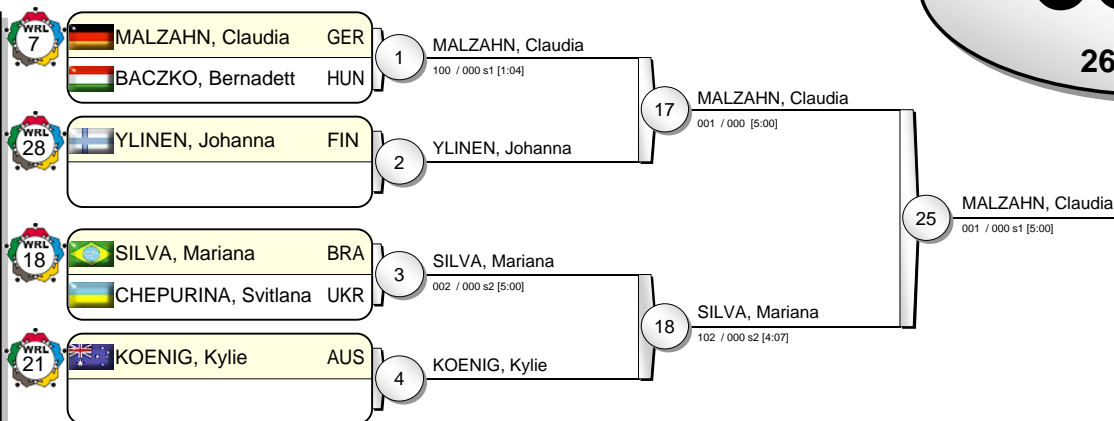 26
WRL
7
MALZAHN, Claudia GER
BACZKO, Bernadett HUN
1
MALZAHN, Claudia
100 / 000 s1 [1:04]
17
MALZAHN, Claudia
001 / 000 [5:00]
WRL
28
YLINEN, Johanna FIN
2
YLINEN, Johanna
25
MALZAHN, Claudia
001 / 000 s1 [5:00]
WRL
18
SILVA, Mariana BRA
CHEPURINA, Svitlana UKR
3
SILVA, Mariana
002 / 000 s2 [5:00]
18
SILVA, Mariana
102 / 000 s2 [4:07]
WRL
21
KOENIG, Kylie AUS
4
KOENIG, Kylie